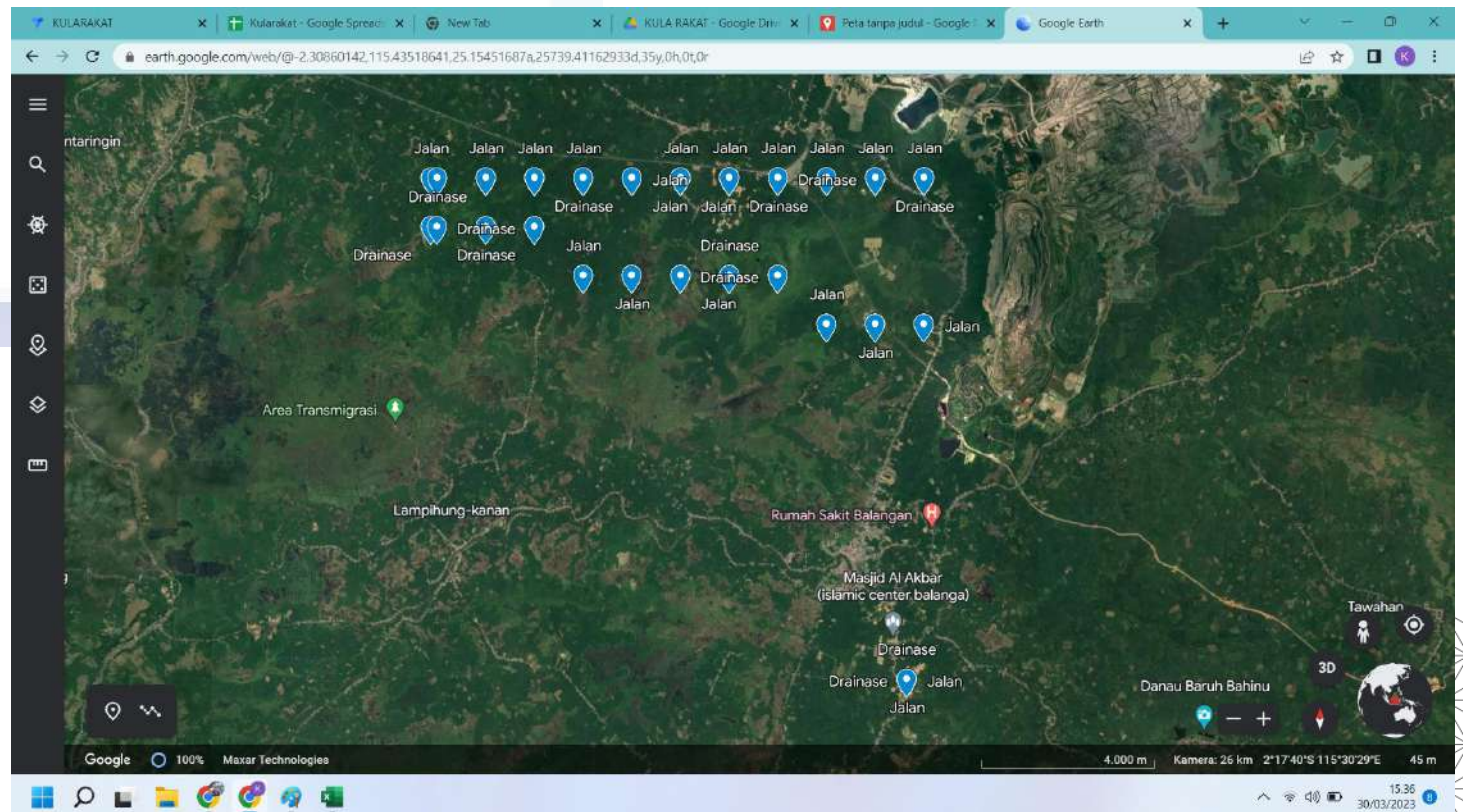 KULARAKAT
Kularakat - Google Spreads
New Tab
KULA RAKAT - Google Driv
Peta tanpa judul - Google
Google Earth
earth.google.com/web/@-2.30860142,115.43518641,25.15451687a,25739.41162933d,35y,0h,0t,0r
K
ntaringin
Jalan Jalan Jalan Jalan Jalan Jalan Jalan Jalan Jalan Jalan
Jalan Drainase
Drainase Drainase Jalan Jalan Drainase Drainase
Drainase
Drainase Drainase Jalan Drainase
Drainase
Jalan Jalan
Jalan
Jalan
Jalan
Area Transmigrasi
Lampihung-kanan
Rumah Sakit Balangan
Masjid Al Akbar
(islamic center balanga)
Tawahan
Drainase
3D
Drainase Jalan
Danau Baruh Bahinu
Jalan
Google 100% Maxar Technologies 4.000 m Kamera: 26 km 2°17'40"S 115°30'29"E 45 m
15.36
30/03/2023
8